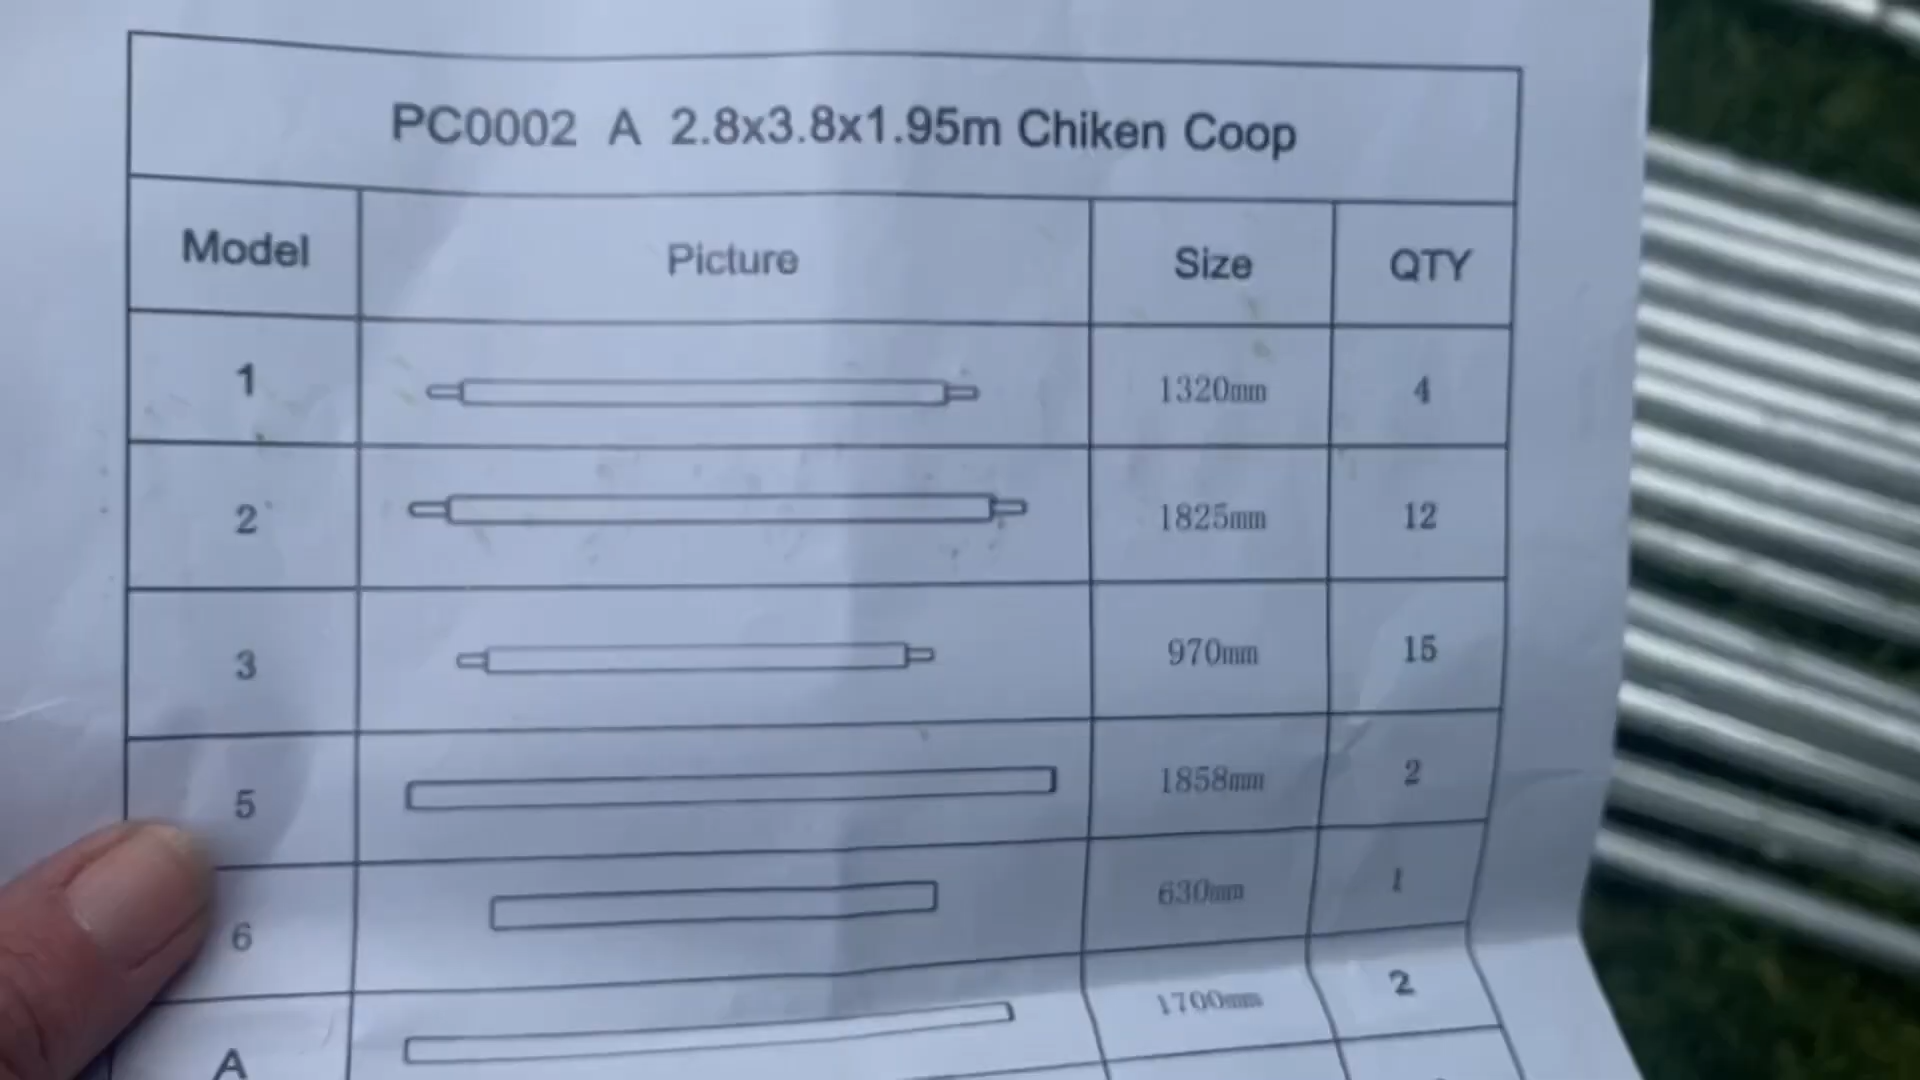 PC0002 A 2.8x3.8x1.95m Chiken Coop
Model Picture Size QTY
1 1320mm 4
2 1825mm 12
3 970mm 15
5 1858mm 2
6 630mm 1
A 1700mm 2